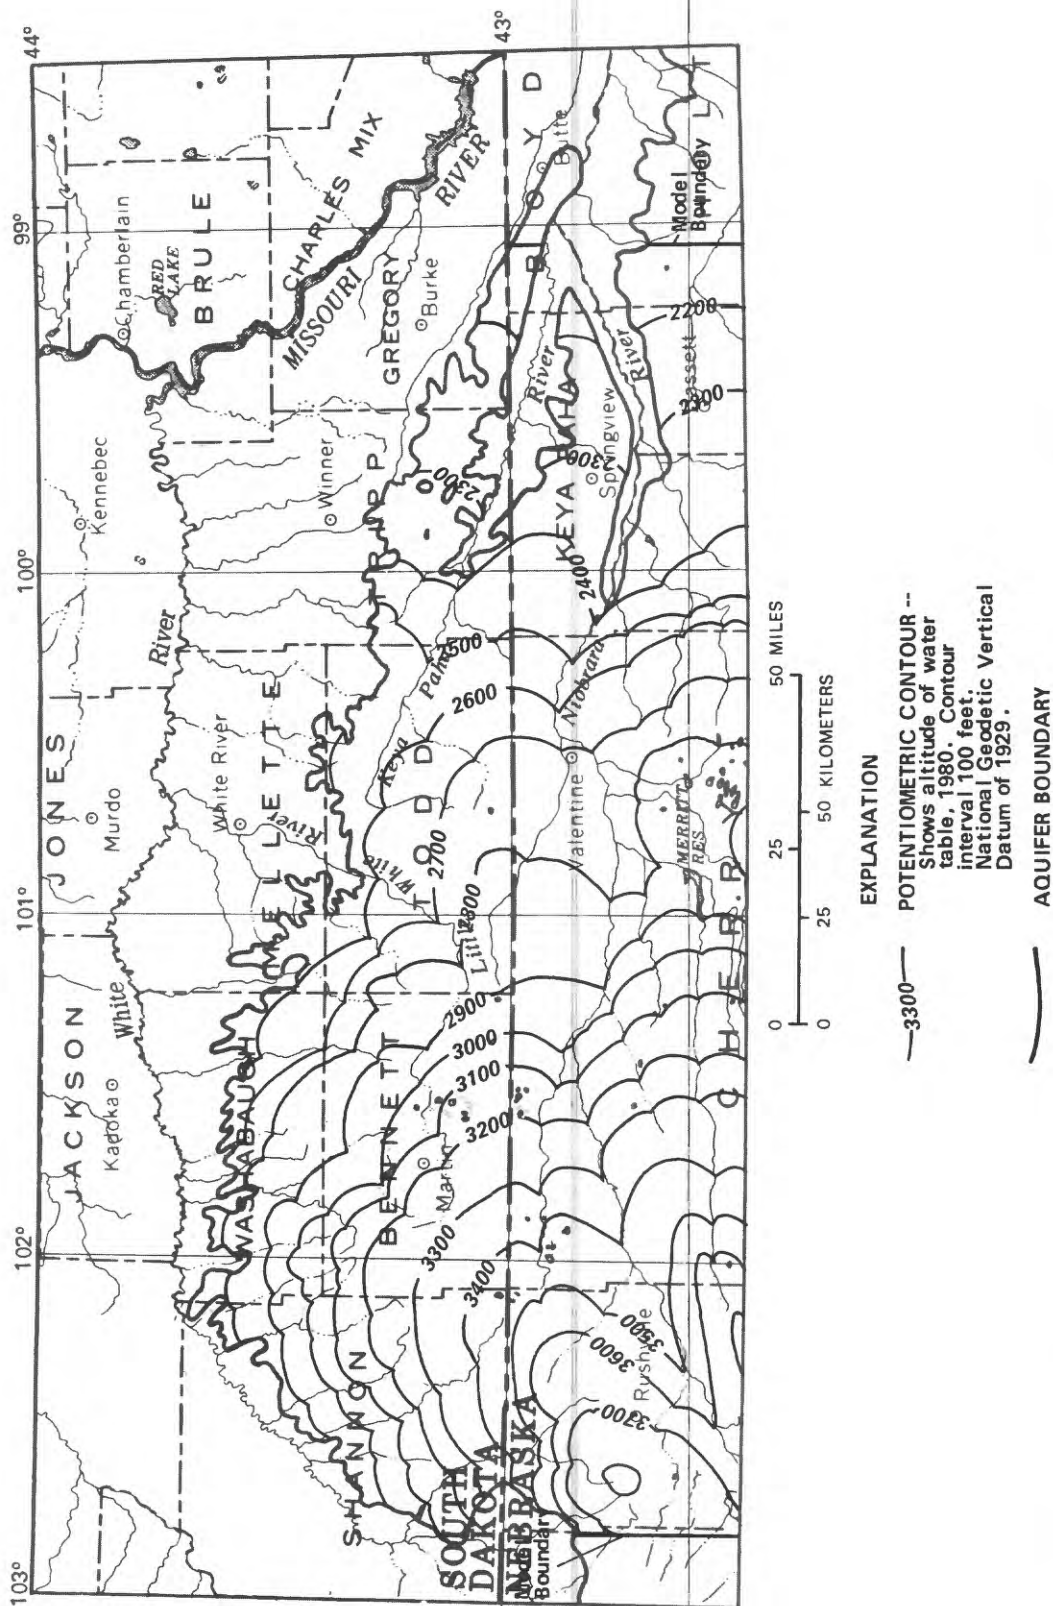 44°
43°
103°
102°
101°
100°
99°
JACKSON
Kadoka
White
River
JONES
Murdo
Kennebec
Chamberlain
RED
LAKE
BRULE
CHARLES MIX
MISSOURI
RIVER
WASHABAUGH
MELLETTE
White River
Winner
TRIPP
GREGORY
Burke
SHANNON
BENNETT
Martin
TODD
Little
White
River
Keya
Paha
River
SOUTH
DAKOTA
NEBRASKA
Model
Boundary
Rushville
CHERRY
MERRITT
RES
Valentine
Niobrara
River
KEYA PAHA
Springview
Bassett
BOYD
Butte
Model
Boundary
3700
3600
3500
3400
3300
3200
3100
3000
2900
2800
2700
2600
2500
2400
2300
2300
2300
2200
0 25 50 MILES
0 25 50 KILOMETERS
EXPLANATION
—3300— POTENTIOMETRIC CONTOUR --
Shows altitude of water
table, 1980. Contour
interval 100 feet.
National Geodetic Vertical
Datum of 1929.
AQUIFER BOUNDARY